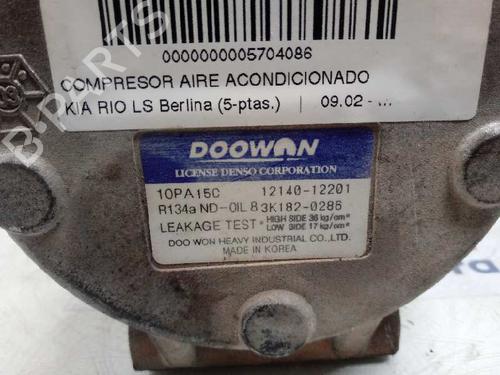 0000000005704086
COMPRESOR AIRE ACONDICIONADO
KIA RIO LS Berlina (5-ptas.) | 09.02 - ...
B-PARTS
DOOWON
LICENSE DENSO CORPORATION
10PA15C 12140-12201
R134a ND-OIL 8 3K182-0286
LEAKAGE TEST * HIGH SIDE 36 kg/cm² LOW SIDE 17 kg/cm²
DOO WON HEAVY INDUSTRIAL CO., LTD.
MADE IN KOREA